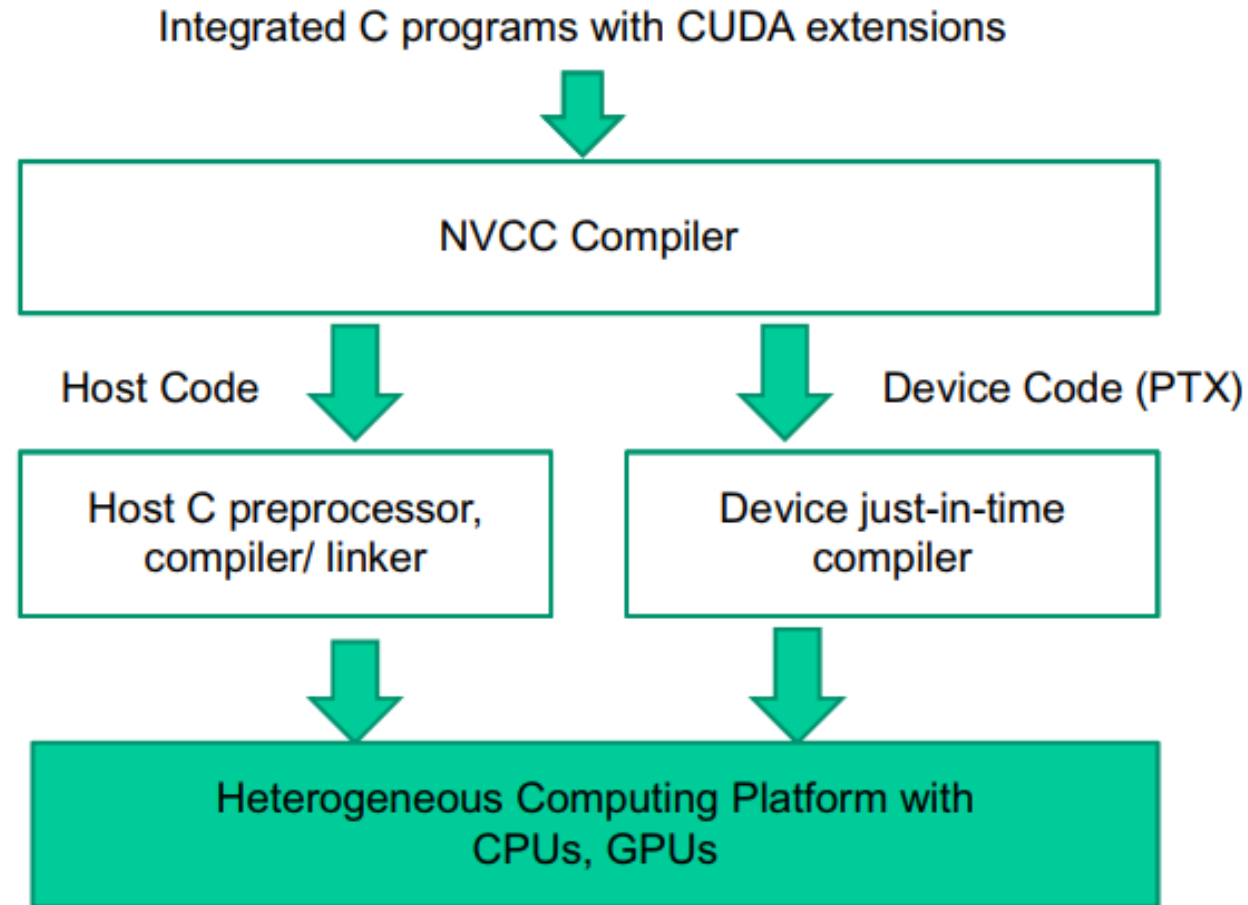 Integrated C programs with CUDA extensions
NVCC Compiler
Host Code
Device Code (PTX)
Host C preprocessor,
compiler/ linker
Device just-in-time
compiler
Heterogeneous Computing Platform with
CPUs, GPUs